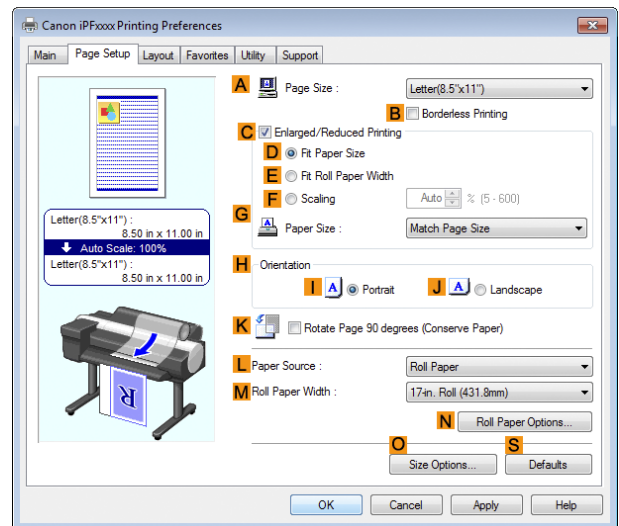 Canon iPFxxxx Printing Preferences
Main Page Setup Layout Favorites Utility Support
A Page Size : Letter(8.5"x11")
B Borderless Printing
C Enlarged/Reduced Printing
D Fit Paper Size
E Fit Roll Paper Width
F Scaling Auto % (5 - 600)
G Paper Size : Match Page Size
Letter(8.5"x11") :
8.50 in x 11.00 in
Auto Scale: 100%
Letter(8.5"x11") :
8.50 in x 11.00 in
H Orientation
I A Portrait J A Landscape
K Rotate Page 90 degrees (Conserve Paper)
L Paper Source : Roll Paper
M Roll Paper Width : 17-in. Roll (431.8mm)
N Roll Paper Options...
O S
Size Options... Defaults
R
OK Cancel Apply Help